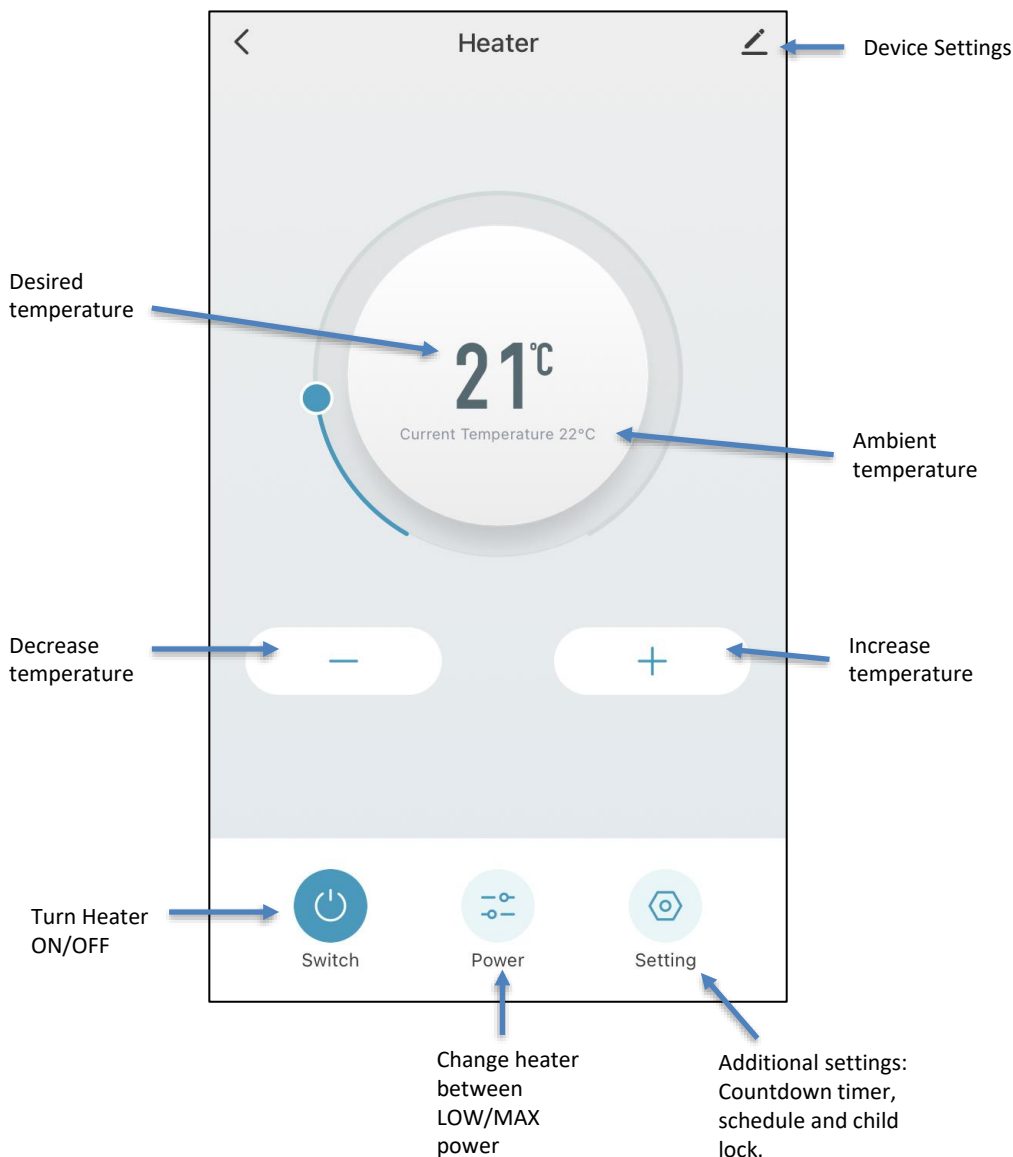 Heater
Device Settings
Desired
temperature
21°C
Current Temperature 22°C
Ambient
temperature
Decrease
temperature
Increase
temperature
Turn Heater
ON/OFF
Switch
Power
Setting
Change heater
between
LOW/MAX
power
Additional settings:
Countdown timer,
schedule and child
lock.